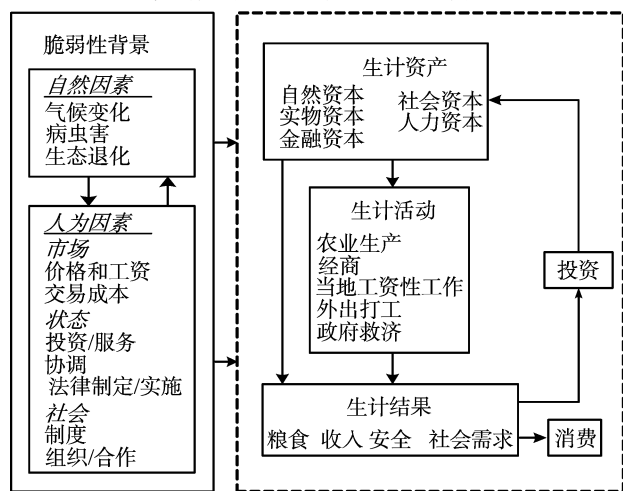 脆弱性背景
自然因素
气候变化
病虫害
生态退化
人为因素
市场
价格和工资
交易成本
状态
投资/服务
协调
法律制定/实施
社会
制度
组织/合作
生计资产
自然资本
实物资本
金融资本
社会资本
人力资本
生计活动
农业生产
经商
当地工资性工作
外出打工
政府救济
生计结果
粮食 收入 安全 社会需求
投资
消费